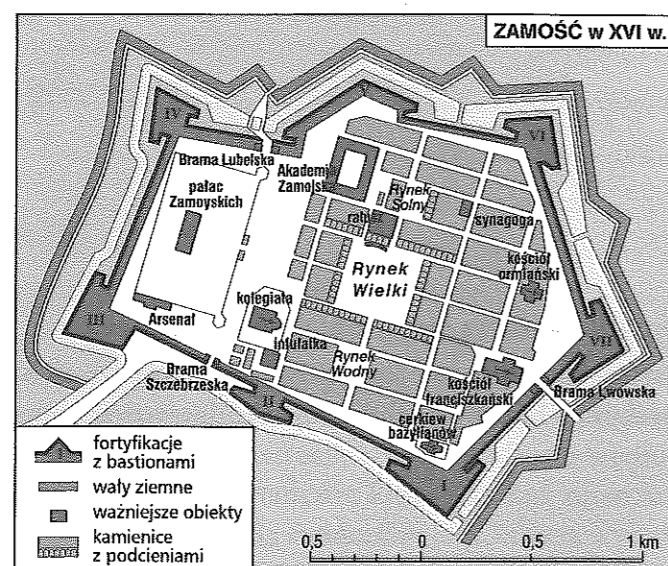 ZAMOŚĆ w XVI w.
IV
V
VI
Brama Lubelska
Akademia
Zamojska
pałac
Zamoyskich
Rynek
Solny
ratusz
synagoga
kościół
ormiański
Rynek
Wielki
kolegiata
III
Arsenał
infułatka
VII
Rynek
Wodny
Brama
Szczebrzeska
kościół
franciszkański
Brama Lwowska
II
cerkiew
bazylianów
I
fortyfikacje
z bastionami
wały ziemne
ważniejsze obiekty
kamienice
z podcieniami
0,5 0 0,5 1 km